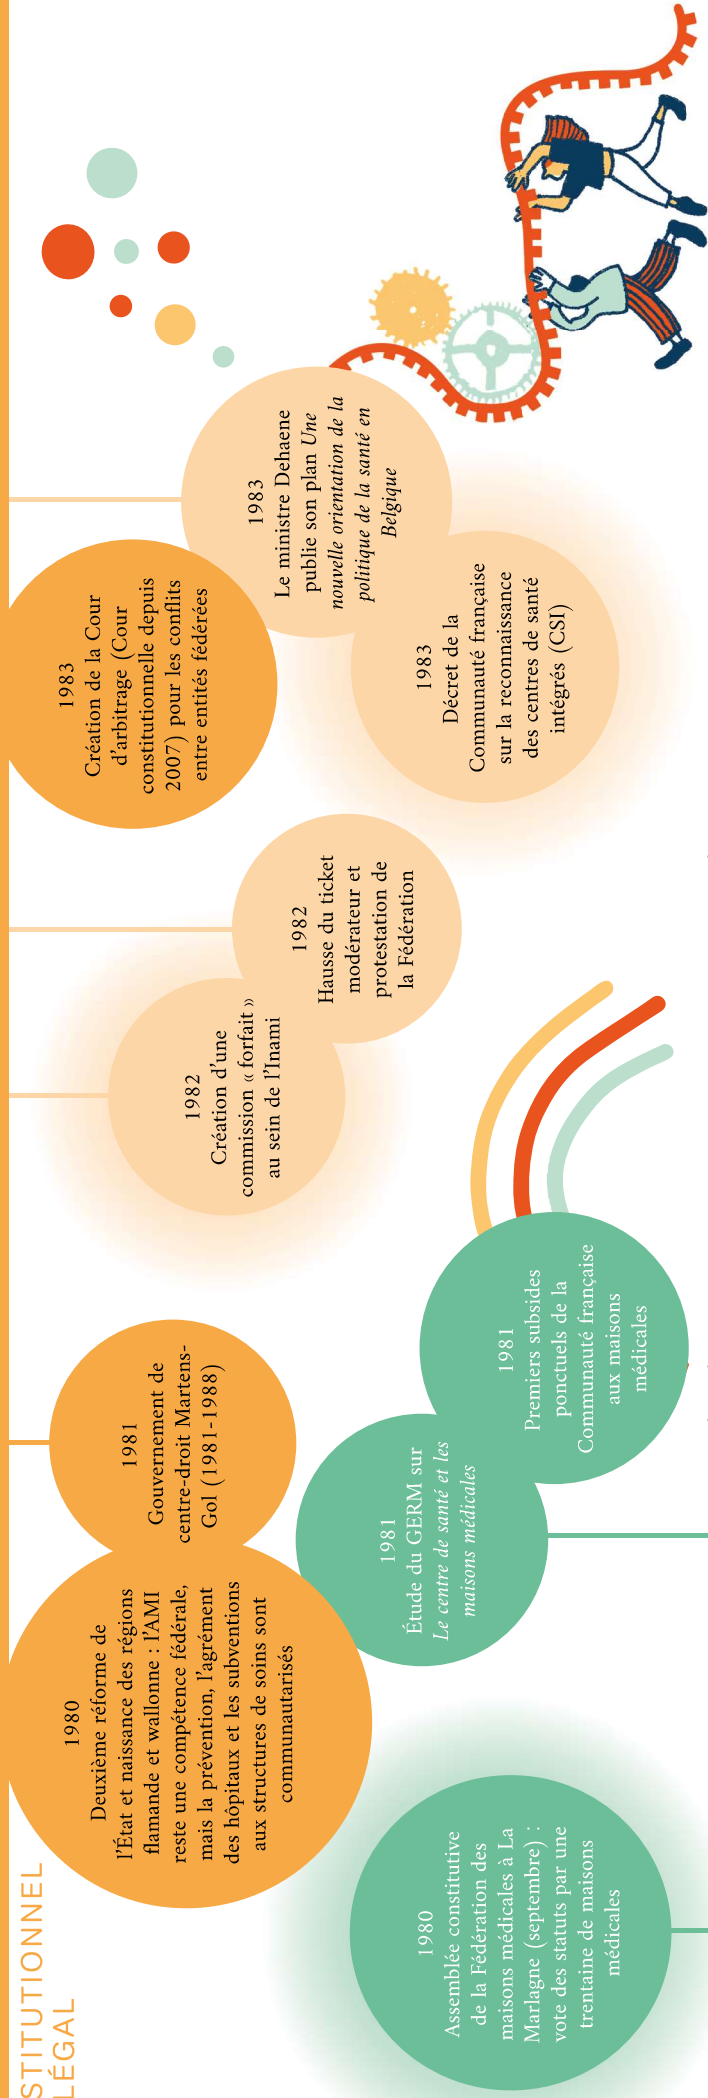 STITUTIONNEL
LÉGAL
1980
Deuxième réforme de
l'État et naissance des régions
flamande et wallonne : l'AMI
reste une compétence fédérale,
mais la prévention, l'agrément
des hôpitaux et les subventions
aux structures de soins sont
communautarisés
1980
Assemblée constitutive
de la Fédération des
maisons médicales à La
Marlagne (septembre) :
vote des statuts par une
trentaine de maisons
médicales
1981
Gouvernement de
centre-droit Martens-
Gol (1981-1988)
1981
Étude du GERM sur
Le centre de santé et les
maisons médicales
1981
Premiers subsides
ponctuels de la
Communauté française
aux maisons
médicales
1982
Création d'une
commission « forfait »
au sein de l'Inami
1982
Hausse du ticket
modérateur et
protestation de
la Fédération
1983
Création de la Cour
d'arbitrage (Cour
constitutionnelle depuis
2007) pour les conflits
entre entités fédérées
1983
Décret de la
Communauté française
sur la reconnaissance
des centres de santé
intégrés (CSI)
1983
Le ministre Dehaene
publie son plan Une
nouvelle orientation de la
politique de la santé en
Belgique